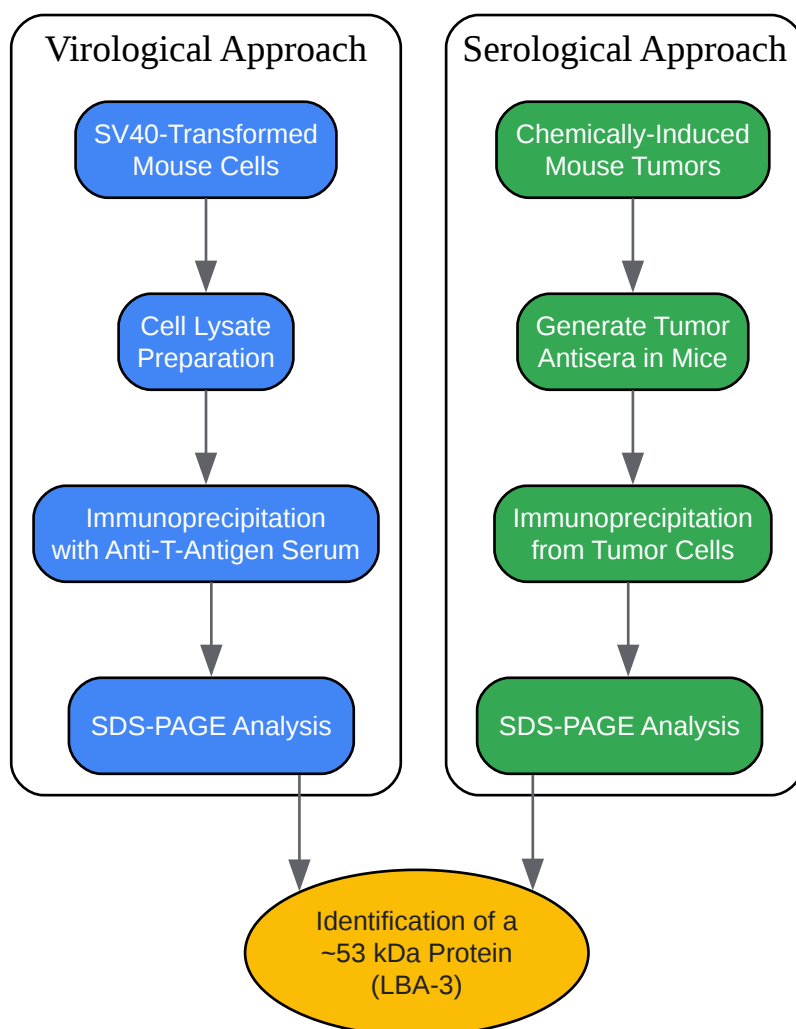 Virological Approach
SV40-Transformed
Mouse Cells
Cell Lysate
Preparation
Immunoprecipitation
with Anti-T-Antigen Serum
SDS-PAGE Analysis
Serological Approach
Chemically-Induced
Mouse Tumors
Generate Tumor
Antisera in Mice
Immunoprecipitation
from Tumor Cells
SDS-PAGE Analysis
Identification of a
~53 kDa Protein
(LBA-3)